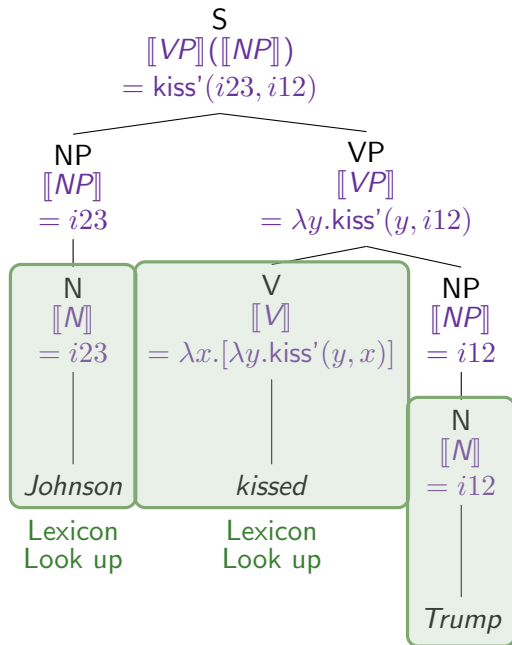 S
⟦VP⟧(⟦NP⟧)
= kiss'(i23, i12)
NP
⟦NP⟧
= i23
VP
⟦VP⟧
= λy.kiss'(y, i12)
N
⟦N⟧
= i23
Johnson
Lexicon
Look up
V
⟦V⟧
= λx.[λy.kiss'(y, x)]
kissed
Lexicon
Look up
NP
⟦NP⟧
= i12
N
⟦N⟧
= i12
Trump